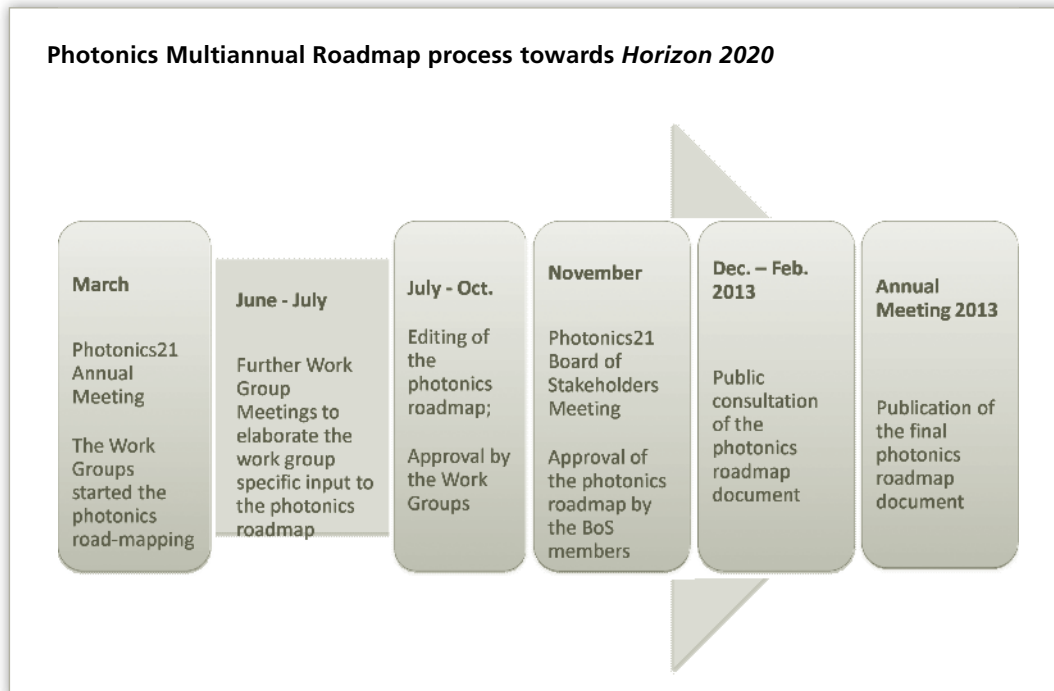 Photonics Multiannual Roadmap process towards Horizon 2020
March
Photonics21
Annual
Meeting
The Work
Groups
started the
photonics
road-mapping
June - July
Further Work
Group
Meetings to
elaborate the
work group
specific input to
the photonics
roadmap
July - Oct.
Editing of
the
photonics
roadmap;
Approval by
the Work
Groups
November
Photonics21
Board of
Stakeholders
Meeting
Approval of
the photonics
roadmap by
the BoS
members
Dec. – Feb.
2013
Public
consultation
of the
photonics
roadmap
document
Annual
Meeting 2013
Publication of
the final
photonics
roadmap
document